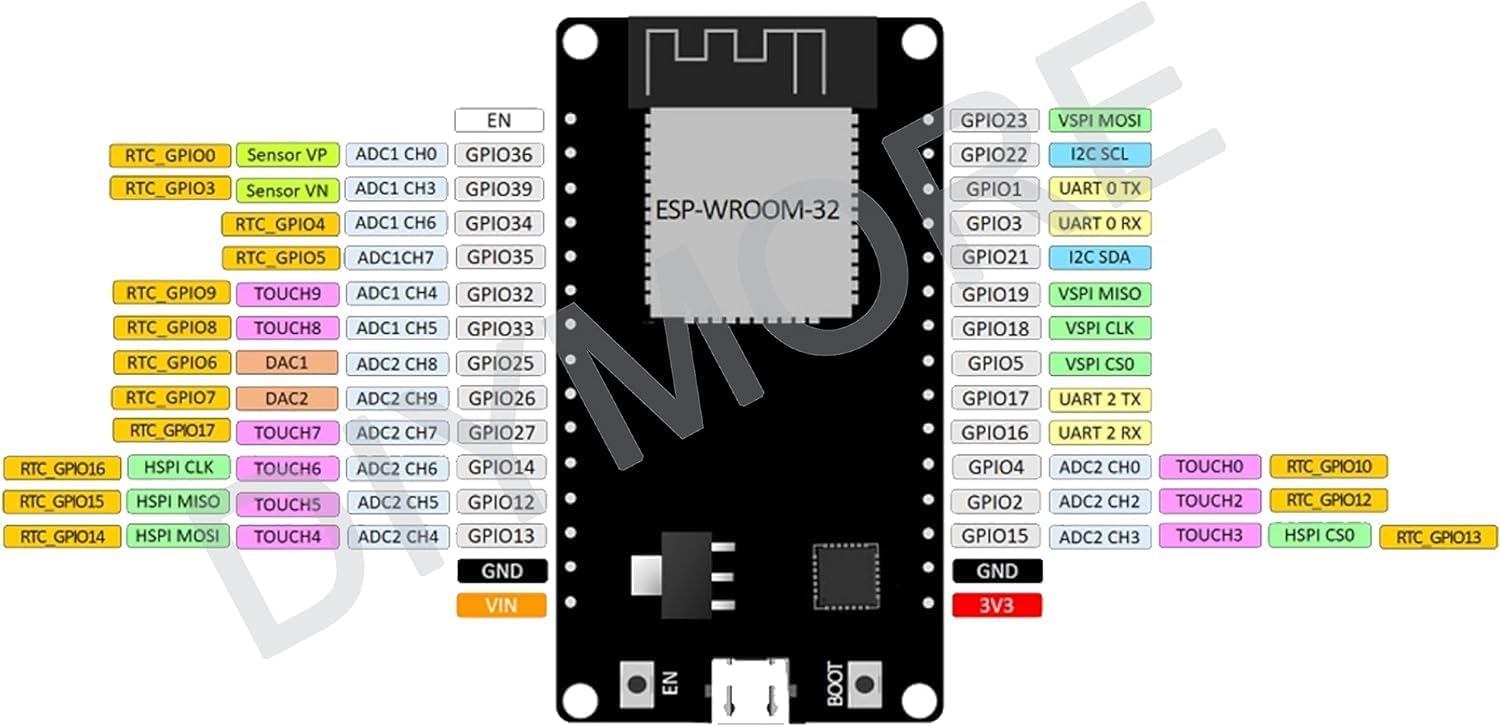 EN GPIO23 VSPI MOSI
RTC_GPIO0 Sensor VP ADC1 CH0 GPIO36 GPIO22 I2C SCL
RTC_GPIO3 Sensor VN ADC1 CH3 GPIO39 GPIO1 UART 0 TX
RTC_GPIO4 ADC1 CH6 GPIO34 ESP-WROOM-32 GPIO3 UART 0 RX
RTC_GPIO5 ADC1CH7 GPIO35 GPIO21 I2C SDA
RTC_GPIO9 TOUCH9 ADC1 CH4 GPIO32 GPIO19 VSPI MISO
RTC_GPIO8 TOUCH8 ADC1 CH5 GPIO33 GPIO18 VSPI CLK
RTC_GPIO6 DAC1 ADC2 CH8 GPIO25 GPIO5 VSPI CS0
RTC_GPIO7 DAC2 ADC2 CH9 GPIO26 GPIO17 UART 2 TX
RTC_GPIO17 TOUCH7 ADC2 CH7 GPIO27 GPIO16 UART 2 RX
RTC_GPIO16 HSPI CLK TOUCH6 ADC2 CH6 GPIO14 GPIO4 ADC2 CH0 TOUCH0 RTC_GPIO10
RTC_GPIO15 HSPI MISO TOUCH5 ADC2 CH5 GPIO12 GPIO2 ADC2 CH2 TOUCH2 RTC_GPIO12
RTC_GPIO14 HSPI MOSI TOUCH4 ADC2 CH4 GPIO13 GPIO15 ADC2 CH3 TOUCH3 HSPI CS0 RTC_GPIO13
GND GND
VIN 3V3
EN BOOT
DIYMORE